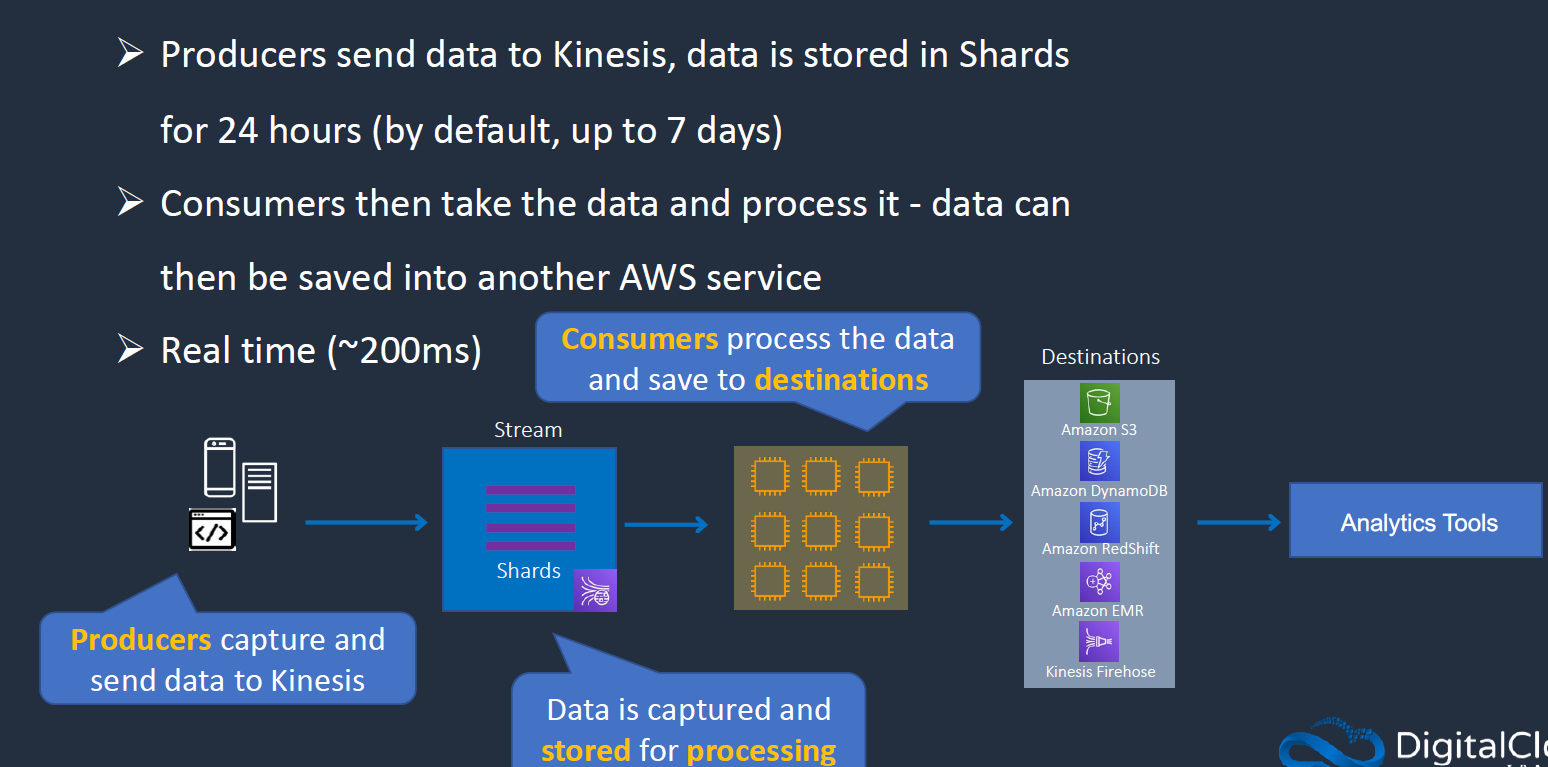 Producers send data to Kinesis, data is stored in Shards
for 24 hours (by default, up to 7 days)
Consumers then take the data and process it - data can
then be saved into another AWS service
Real time (~200ms)
Consumers process the data
and save to destinations
Destinations
Amazon S3
Amazon DynamoDB
Amazon RedShift
Amazon EMR
Kinesis Firehose
Stream
Shards
</>
Analytics Tools
Producers capture and
send data to Kinesis
Data is captured and
stored for processing